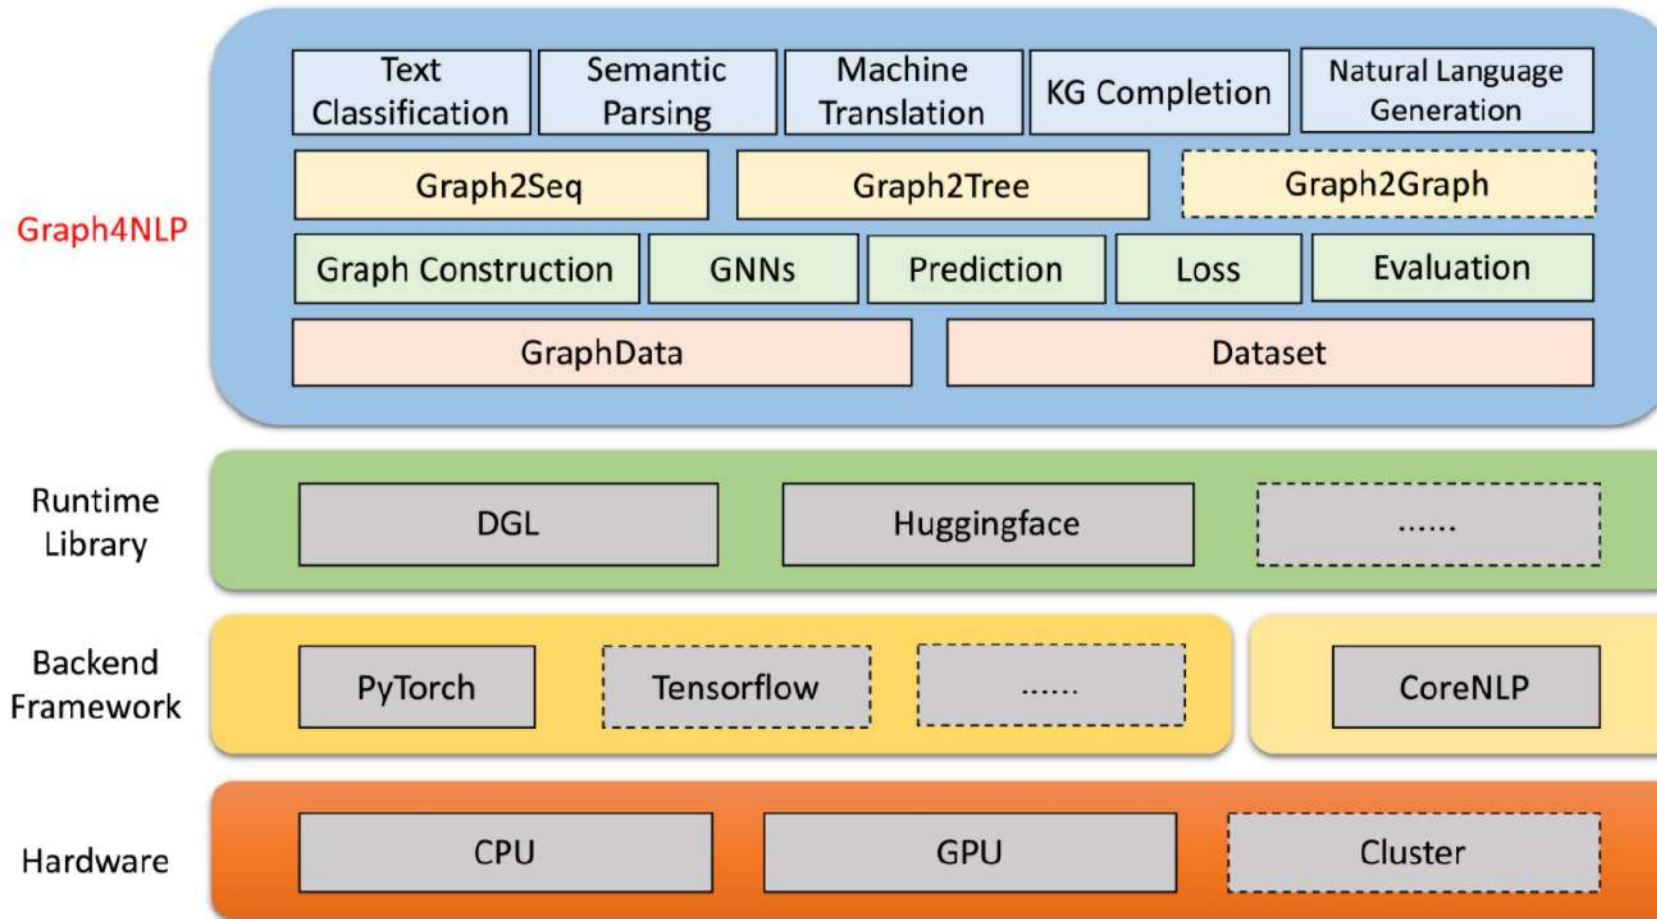 Text
Classification
Semantic
Parsing
Machine
Translation
KG Completion
Natural Language
Generation
Graph2Seq
Graph2Tree
Graph2Graph
Graph4NLP
Graph Construction
GNNs
Prediction
Loss
Evaluation
GraphData
Dataset
Runtime
Library
DGL
Huggingface
......
Backend
Framework
PyTorch
Tensorflow
......
CoreNLP
Hardware
CPU
GPU
Cluster